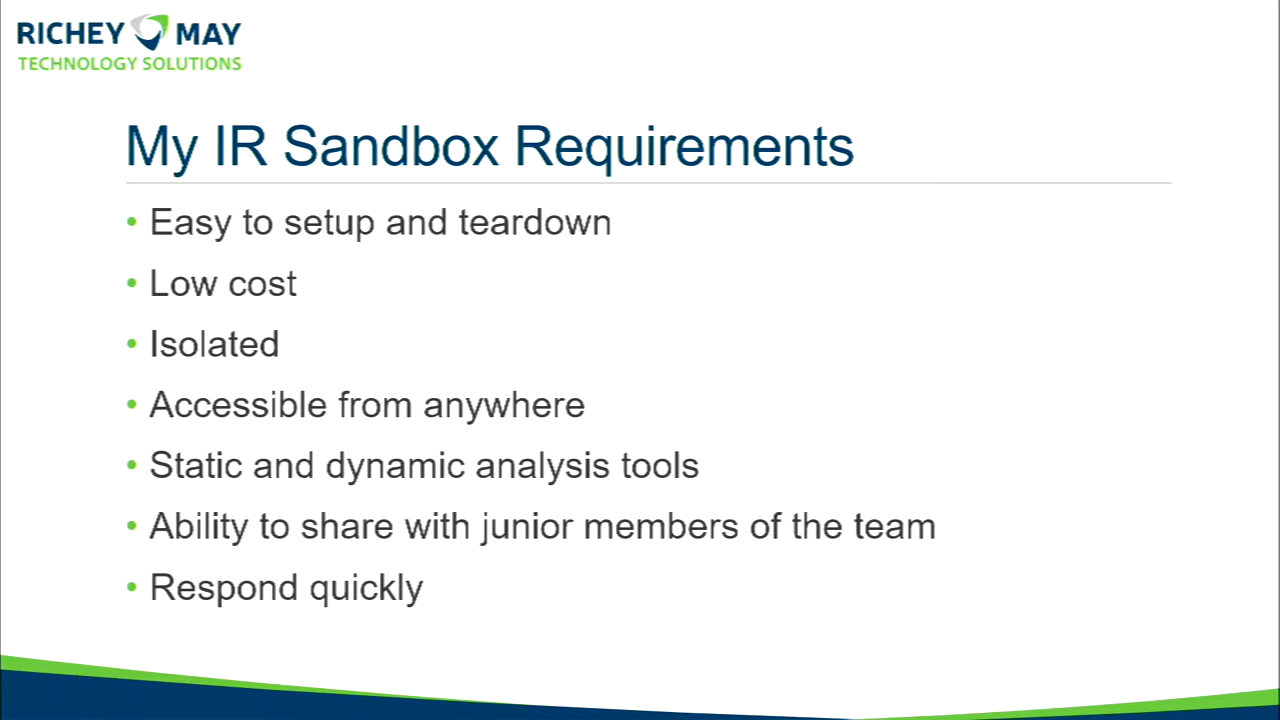 RICHEY MAY
TECHNOLOGY SOLUTIONS
My IR Sandbox Requirements
• Easy to setup and teardown
• Low cost
• Isolated
• Accessible from anywhere
• Static and dynamic analysis tools
• Ability to share with junior members of the team
• Respond quickly